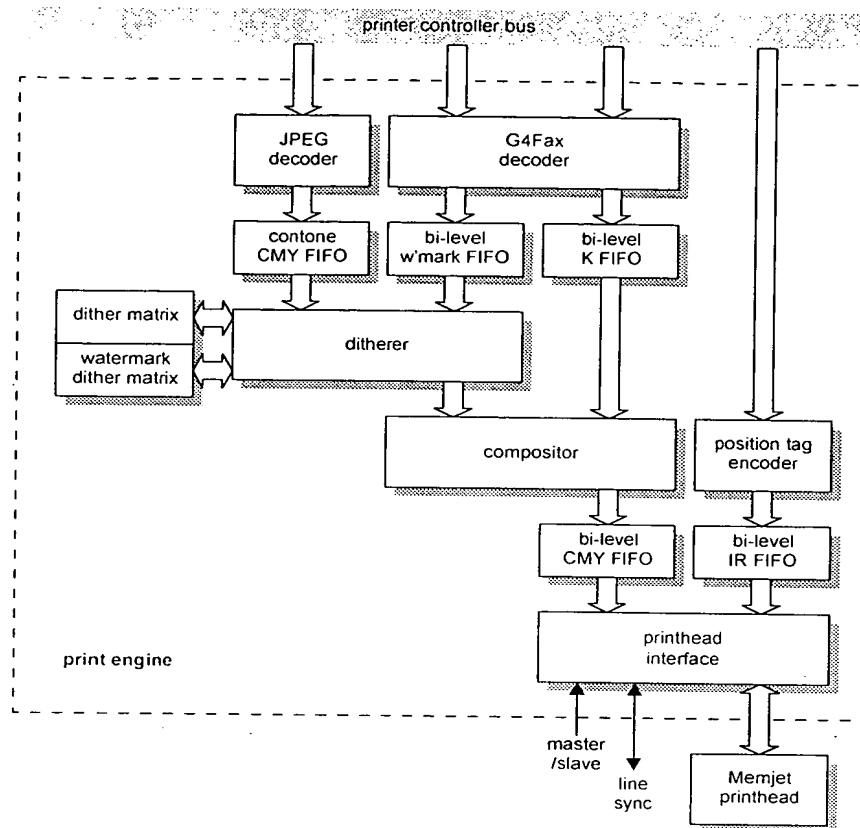 printer controller bus
JPEG
decoder
G4Fax
decoder
contone
CMY FIFO
bi-level
w'mark FIFO
bi-level
K FIFO
dither matrix
watermark
dither matrix
ditherer
compositor
position tag
encoder
bi-level
CMY FIFO
bi-level
IR FIFO
printhead
interface
print engine
master
/slave
line
sync
Memjet
printhead